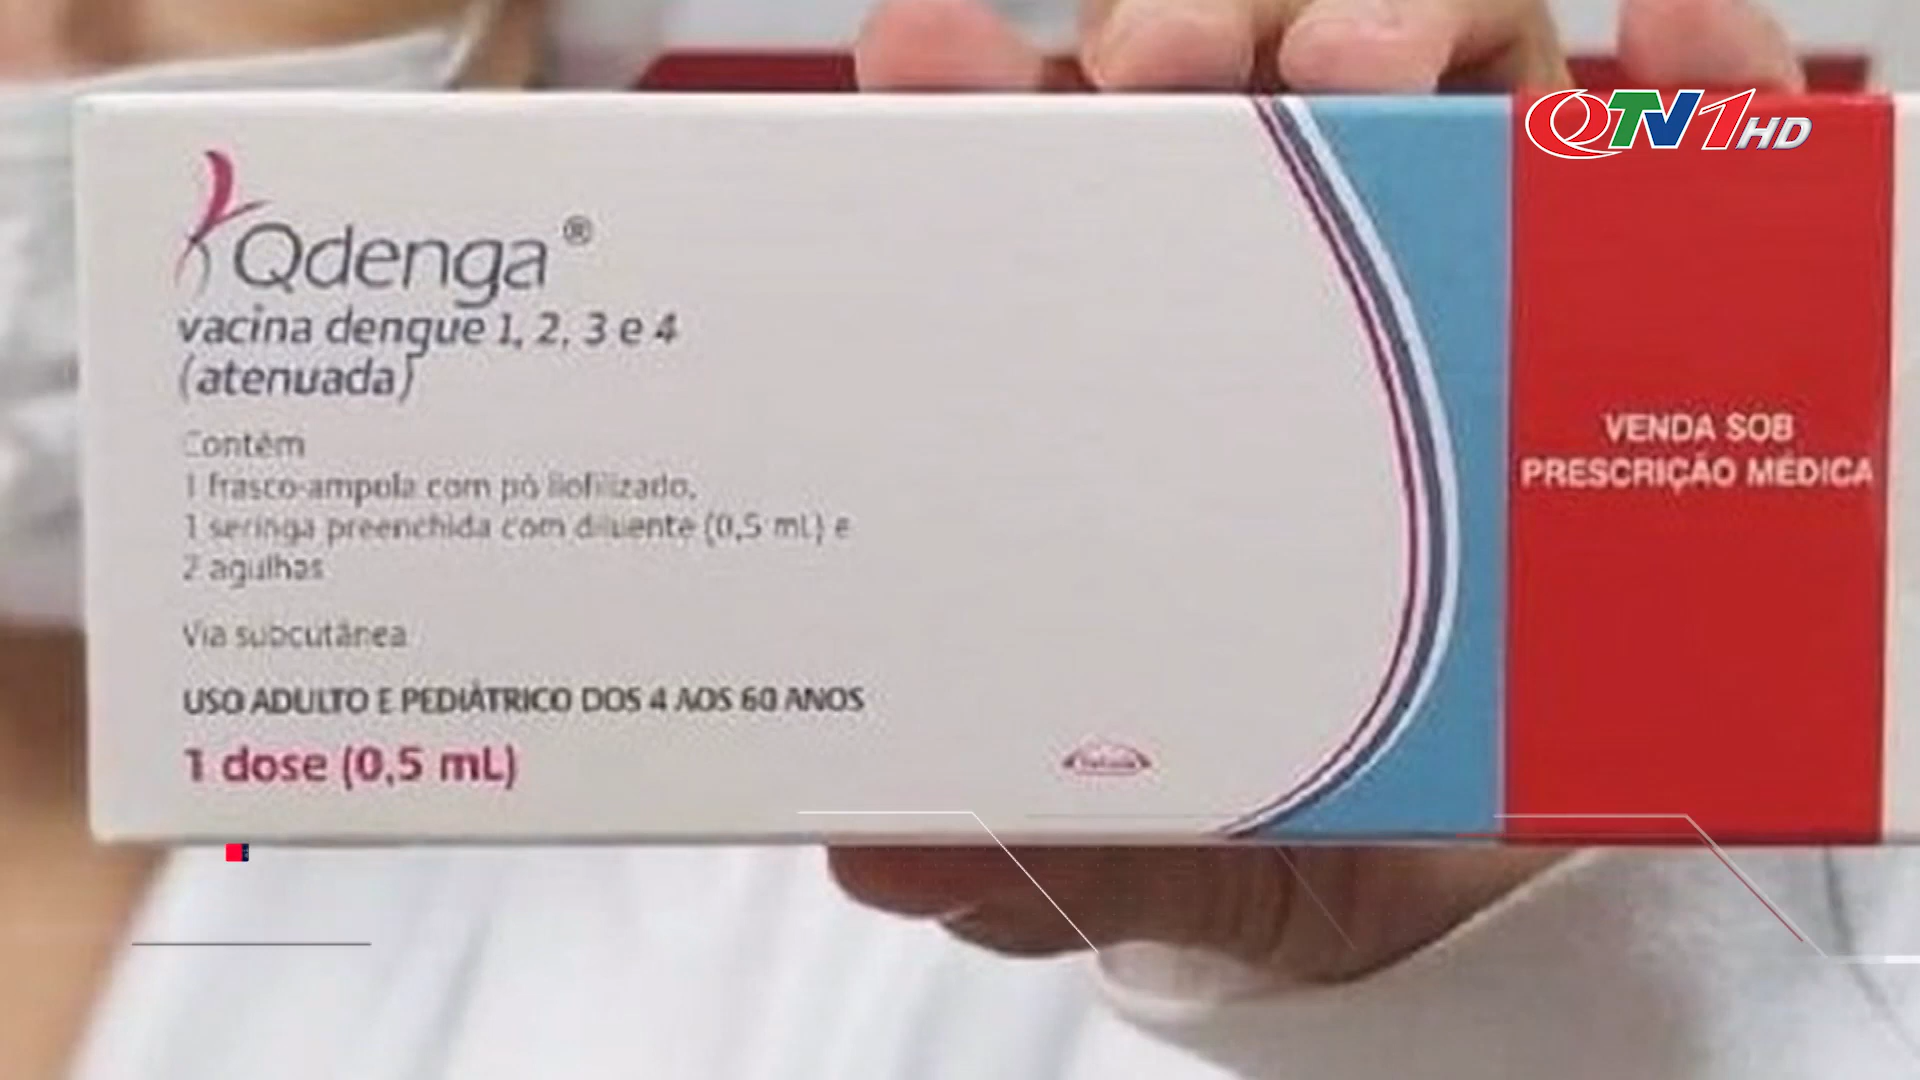 QTV1HD
Qdenga®
vacina dengue 1, 2, 3 e 4
(atenuada)
Contém
1 frasco-ampola com pó liofilizado,
1 seringa preenchida com diluente (0,5 mL) e
2 agulhas
Via subcutânea
USO ADULTO E PEDIÁTRICO DOS 4 AOS 60 ANOS
1 dose (0,5 mL)
Takeda
VENDA SOB
PRESCRIÇÃO MÉDICA